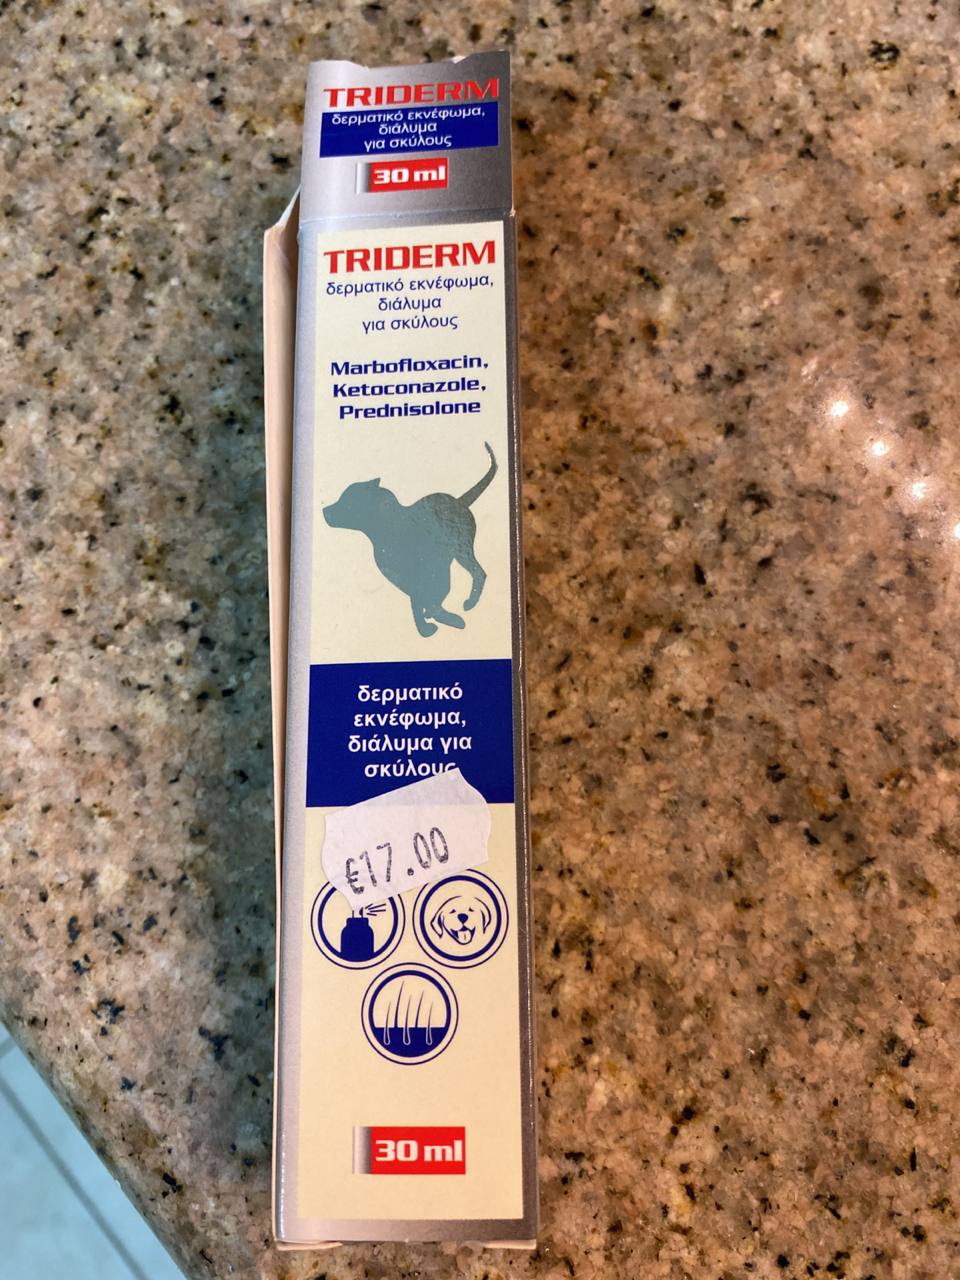 TRIDERM
δερματικό εκνέφωμα,
διάλυμα
για σκύλους
30 ml
TRIDERM
δερματικό εκνέφωμα,
διάλυμα
για σκύλους
Marbofloxacin,
Ketoconazole,
Prednisolone
δερματικό
εκνέφωμα,
διάλυμα για
σκύλους
€17.00
30 ml